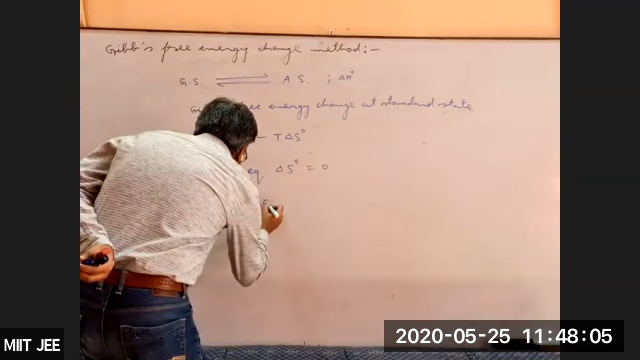 Gibb's free energy change method:-
G.S. ⇌ A S. ; ΔH°
free energy change at standard state
- TΔS°
eq ΔS° = 0
MIIT JEE
2020-05-25 11:48:05